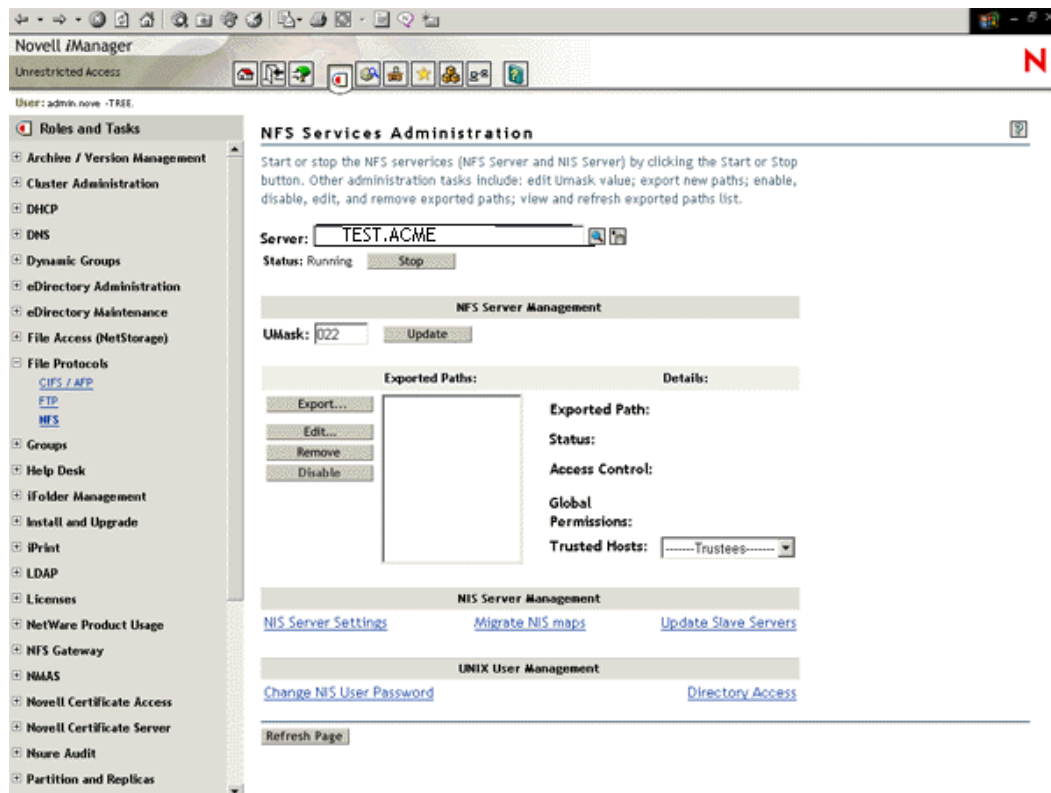 Novell iManager
Unrestricted Access
N
User: admin.nove -TREE.
Roles and Tasks
Archive / Version Management
Cluster Administration
DHCP
DNS
Dynamic Groups
eDirectory Administration
eDirectory Maintenance
File Access (NetStorage)
File Protocols
CIFS / AFP
FTP
NFS
Groups
Help Desk
iFolder Management
Install and Upgrade
iPrint
LDAP
Licenses
NetWare Product Usage
NFS Gateway
NMAS
Novell Certificate Access
Novell Certificate Server
Nsure Audit
Partition and Replicas
NFS Services Administration
Start or stop the NFS serverices (NFS Server and NIS Server) by clicking the Start or Stop
button. Other administration tasks include: edit Umask value; export new paths; enable,
disable, edit, and remove exported paths; view and refresh exported paths list.
Server: TEST.ACME
Status: Running Stop
NFS Server Management
UMask: 022 Update
Exported Paths: Details:
Export...
Edit...
Remove
Disable
Exported Path:
Status:
Access Control:
Global
Permissions:
Trusted Hosts: -------Trustees-------
NIS Server Management
NIS Server Settings Migrate NIS maps Update Slave Servers
UNIX User Management
Change NIS User Password Directory Access
Refresh Page